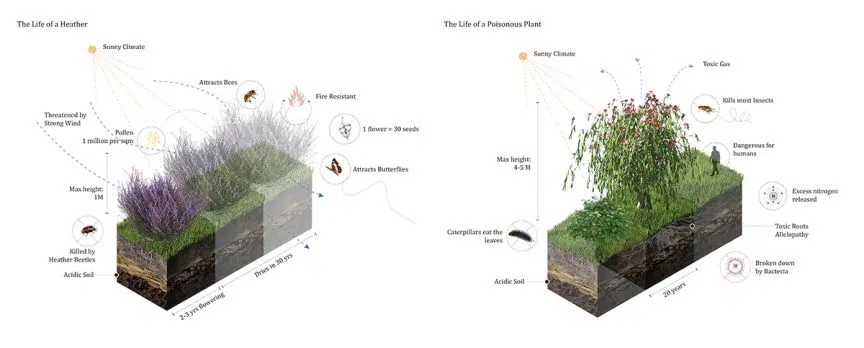 The Life of a Heather
Sunny Climate
Attracts Bees
Fire Resistant
Threatened by
Strong Wind
Pollen
1 million per sqm
1 flower = 30 seeds
Attracts Butterflies
Max height:
1M
Killed by
Heather Beetles
Acidic Soil
2-3 yrs flowering
Dries in 30 yrs
The Life of a Poisonous Plant
Sunny Climate
Toxic Gas
Kills most Insects
Max height:
4-5 M
Dangerous for
humans
Excess nitrogen
released
Caterpillars eat the
leaves
Toxic Roots
Allelopathy
Broken down
by Bacteria
Acidic Soil
20 years